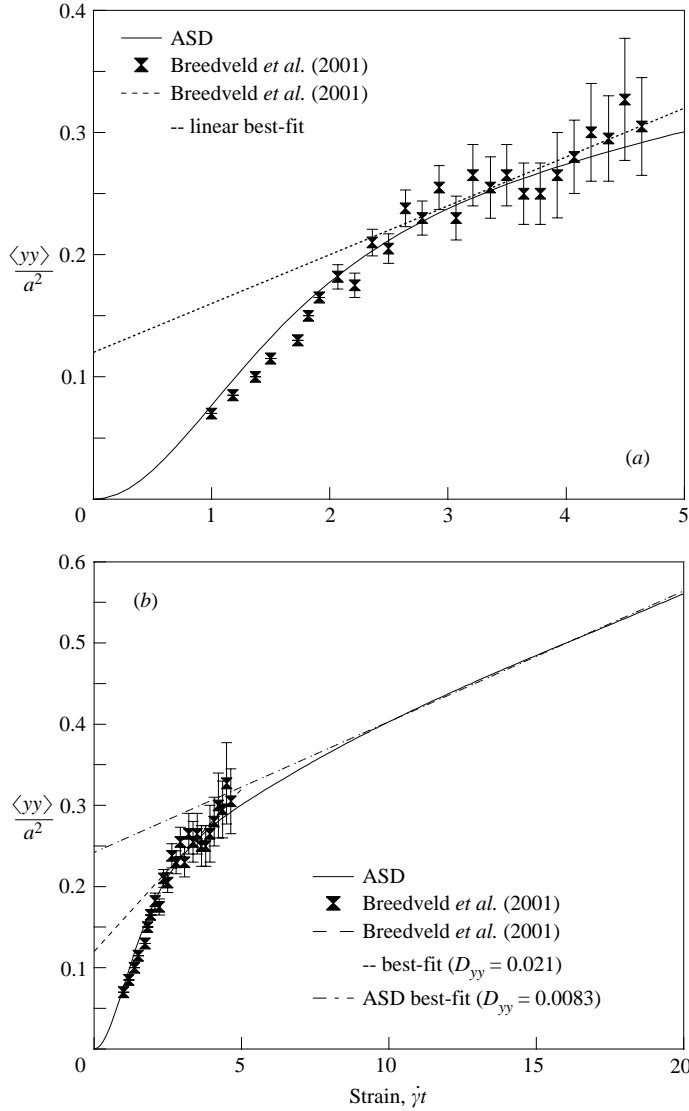 0.4
ASD
Breedveld et al. (2001)
Breedveld et al. (2001)
-- linear best-fit
0.3
⟨yy⟩
a²
0.2
0.1
(a)
0 1 2 3 4 5
0.6
(b)
0.5
0.4
⟨yy⟩
a²
0.3
0.2
0.1
ASD
Breedveld et al. (2001)
Breedveld et al. (2001)
-- best-fit (Dyy = 0.021)
ASD best-fit (Dyy = 0.0083)
0 5 10 15 20
Strain, γ̇t